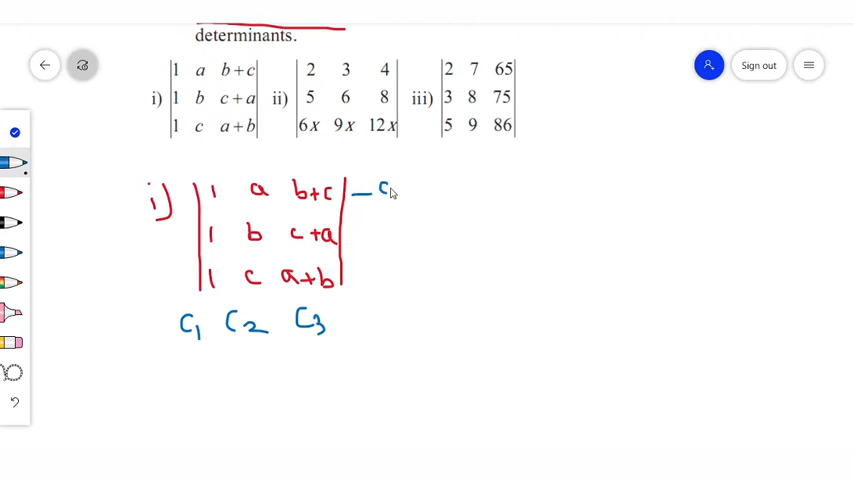 determinants.
i) |1 a b+c| ii) |2 3 4| iii) |2 7 65|
|1 b c+a| |5 6 8| |3 8 75|
|1 c a+b| |6x 9x 12x| |5 9 86|
Sign out
i) |1 a b+c| — c
|1 b c+a|
|1 c a+b|
C1 C2 C3